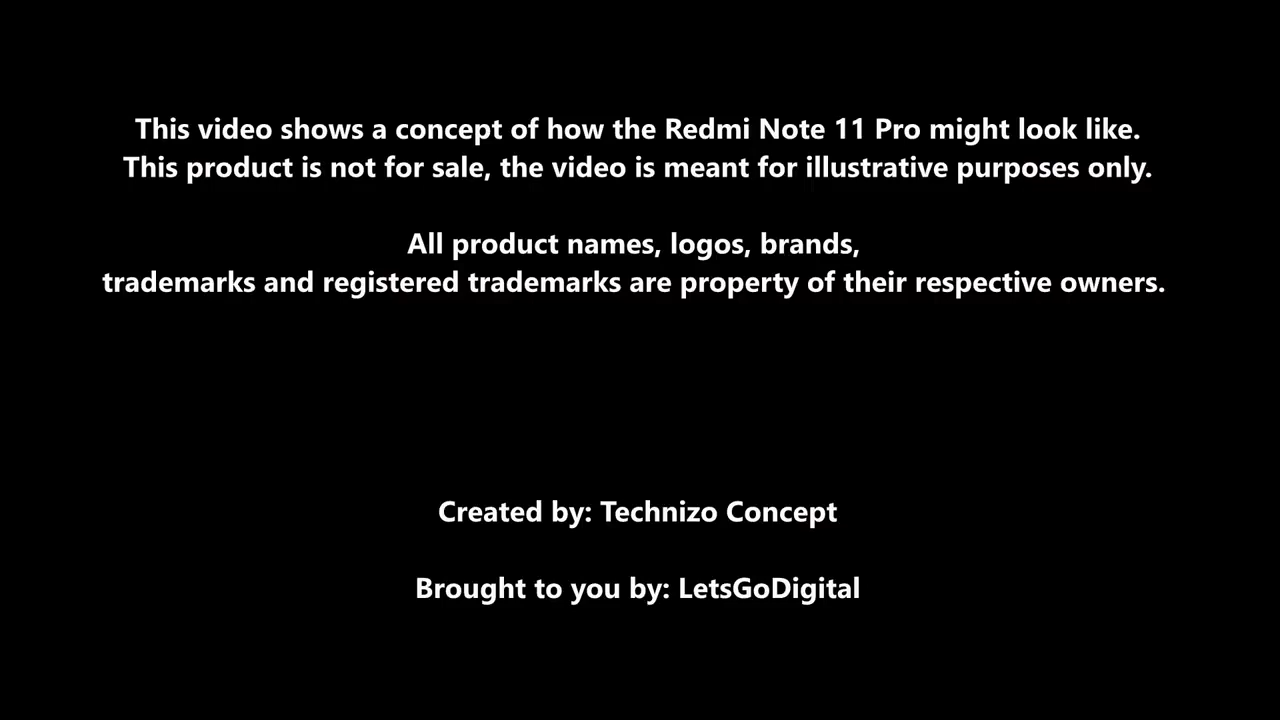 This video shows a concept of how the Redmi Note 11 Pro might look like.
This product is not for sale, the video is meant for illustrative purposes only.
All product names, logos, brands,
trademarks and registered trademarks are property of their respective owners.
Created by: Technizo Concept
Brought to you by: LetsGoDigital